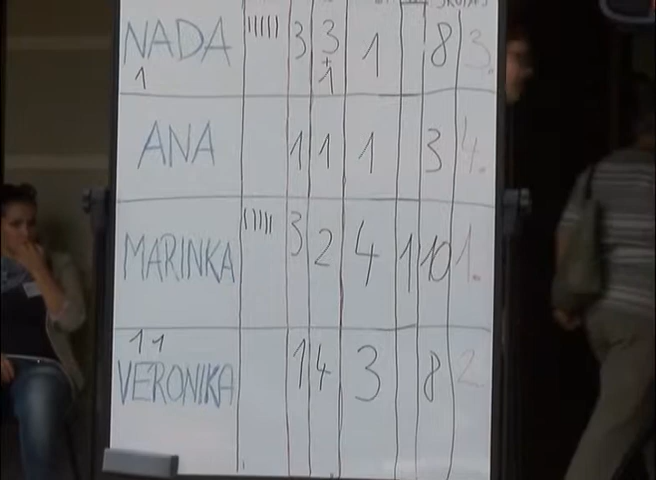 NADA ||||| 3 3 1 8 3.
1 +1
ANA 1 1 1 3 4.
MARINKA ||||| 3 2 4 1 10 1.
1 1
VERONIKA 1 4 3 8 2